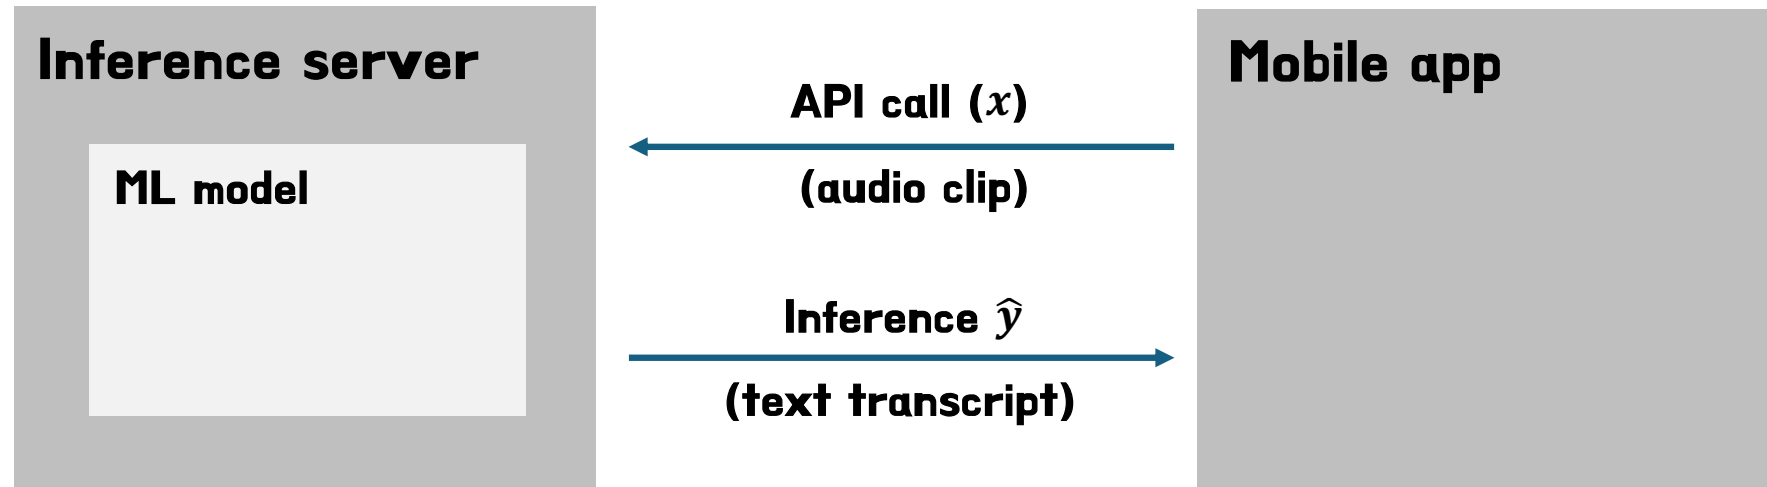 Inference server
ML model
API call (x)
(audio clip)
Inference ŷ
(text transcript)
Mobile app